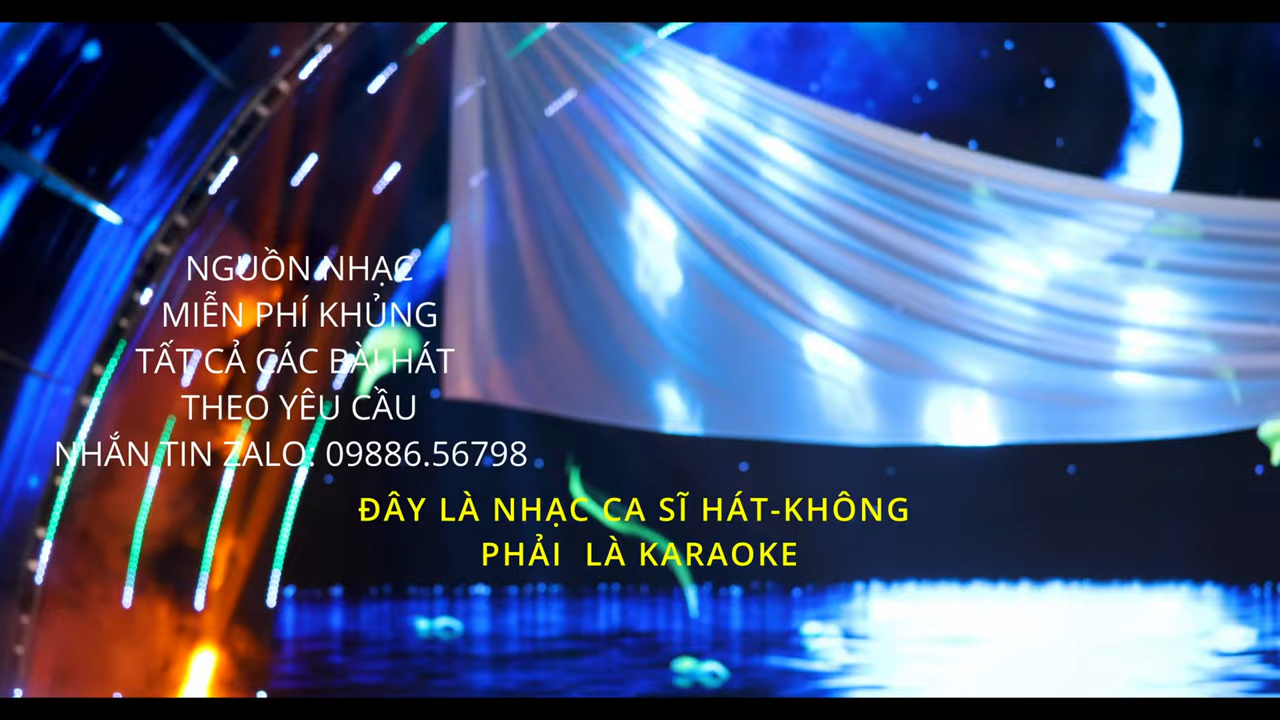 NGUỒN NHẠC
MIỄN PHÍ KHỦNG
TẤT CẢ CÁC BÀI HÁT
THEO YÊU CẦU
NHẮN TIN ZALO: 09886.56798
ĐÂY LÀ NHẠC CA SĨ HÁT-KHÔNG
PHẢI LÀ KARAOKE